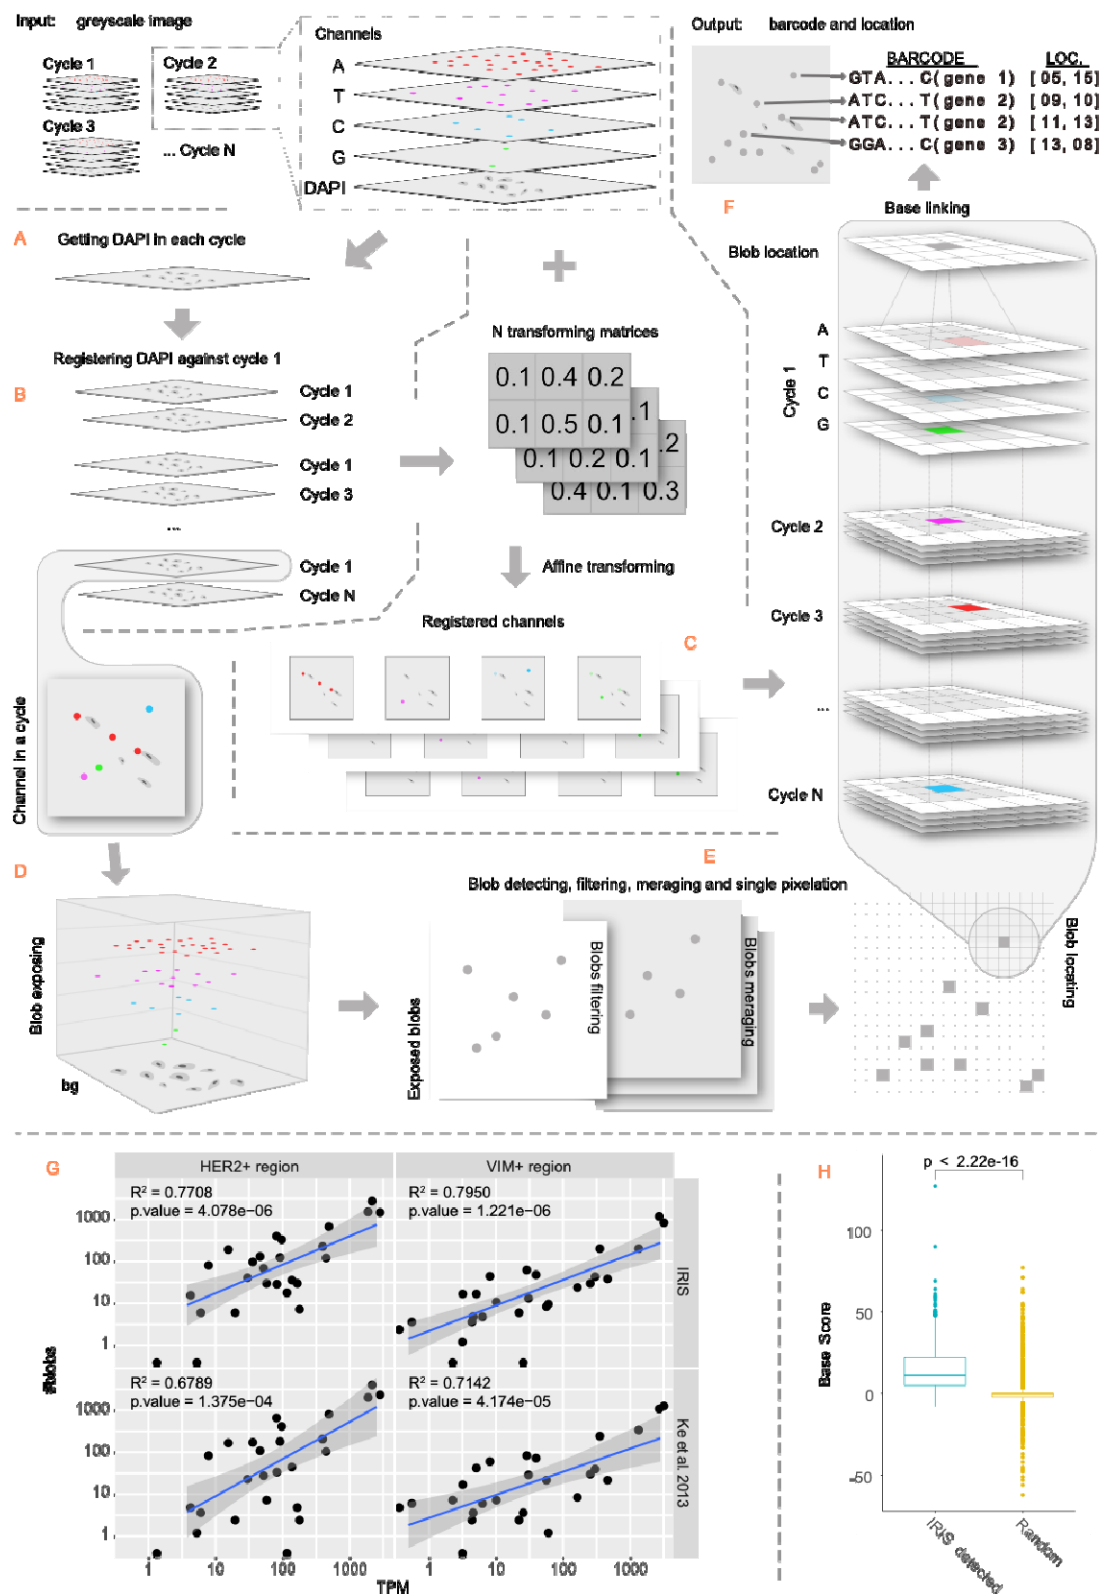 Input: greyscale image
Cycle 1
Cycle 2
Cycle 3
... Cycle N
Channels
A
T
C
G
DAPI
Output: barcode and location
BARCODE LOC.
GTA... C( gene 1) [ 05, 15]
ATC... T( gene 2) [ 09, 10]
ATC... T( gene 2) [ 11, 13]
GGA... C( gene 3) [ 13, 08]
A
Getting DAPI in each cycle
Registering DAPI against cycle 1
B
Cycle 1
Cycle 2
Cycle 1
Cycle 3
...
Cycle 1
Cycle N
N transforming matrices
0.1 0.4 0.2
0.1 0.5 0.1
.1
0.1 0.2 0.1
.2
0.4 0.1 0.3
Affine transforming
Registered channels
C
Channel in a cycle
D
Blob exposing
bg
E
Blob detecting, filtering, meraging and single pixelation
Exposed blobs
Blobs filtering
Blobs meraging
Blob locating
F
Base linking
Blob location
A
T
C
G
Cycle 1
Cycle 2
Cycle 3
...
Cycle N
G
HER2+ region
VIM+ region
R² = 0.7708
p.value = 4.078e−06
R² = 0.7950
p.value = 1.221e−06
IRIS
R² = 0.6789
p.value = 1.375e−04
R² = 0.7142
p.value = 4.174e−05
Ke et al. 2013
1000
100
10
1
1000
100
10
1
#blobs
1 10 100 1000
1 10 100 1000
TPM
H
p < 2.22e-16
100
50
0
-50
Base Score
IRIS detected
Random